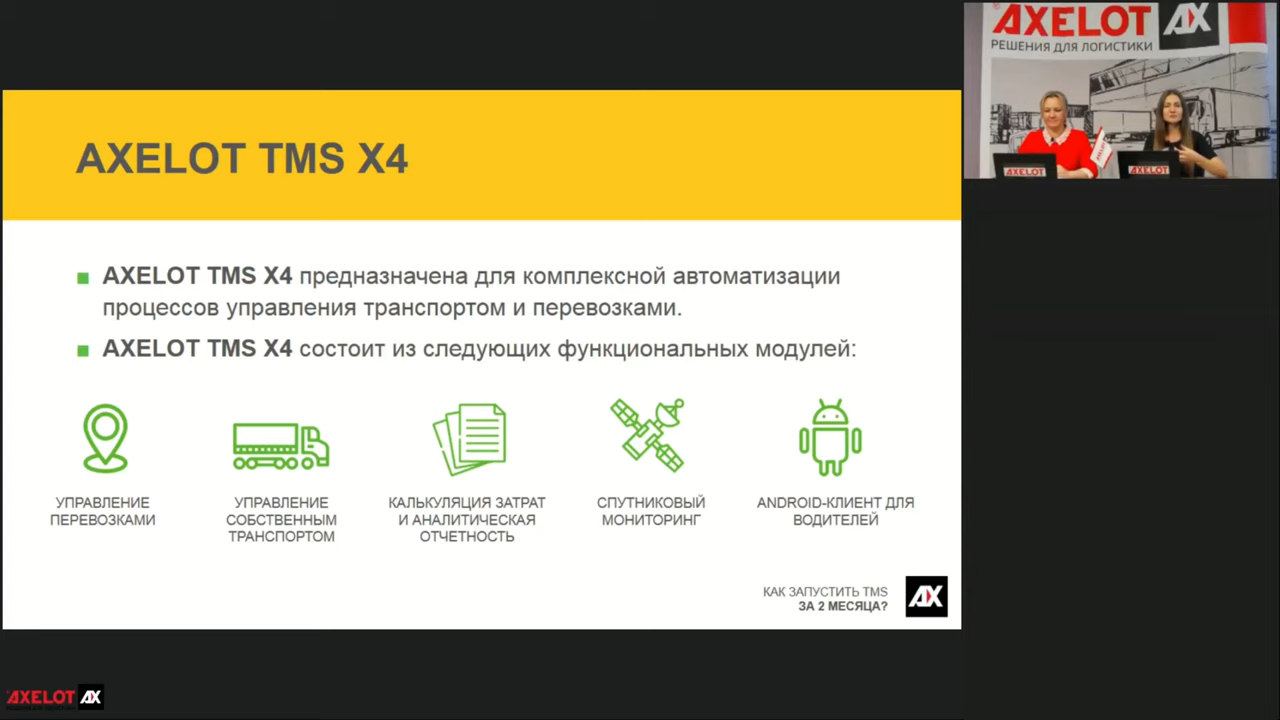 AXELOT TMS X4
AXELOT TMS X4 предназначена для комплексной автоматизации
процессов управления транспортом и перевозками.
AXELOT TMS X4 состоит из следующих функциональных модулей:
УПРАВЛЕНИЕ
ПЕРЕВОЗКАМИ
УПРАВЛЕНИЕ
СОБСТВЕННЫМ
ТРАНСПОРТОМ
КАЛЬКУЛЯЦИЯ ЗАТРАТ
И АНАЛИТИЧЕСКАЯ
ОТЧЕТНОСТЬ
СПУТНИКОВЫЙ
МОНИТОРИНГ
ANDROID-КЛИЕНТ ДЛЯ
ВОДИТЕЛЕЙ
КАК ЗАПУСТИТЬ TMS
ЗА 2 МЕСЯЦА?
AX
AXELOT AX
РЕШЕНИЯ ДЛЯ ЛОГИСТИКИ
AXELOT
AXELOT
AXELOT
AXELOT AX